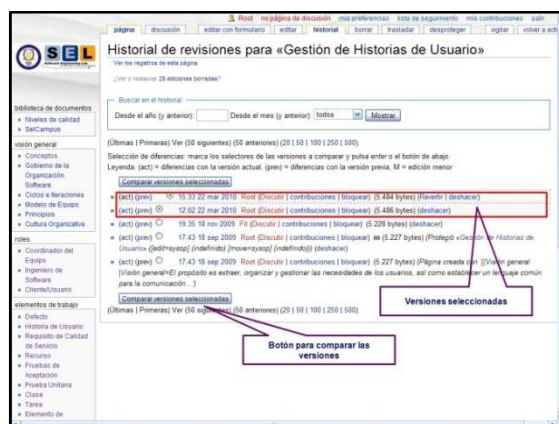 Root mi página de discusión mis preferencias lista de seguimiento mis contribuciones salir
página discusión editar con formulario editar historial borrar trasladar desproteger vigilar volver a
SEL
Historial de revisiones para «Gestión de Historias de Usuario»
Ver los registros de esta página
¿Ver o restaurar 28 ediciones borradas?
Buscar en el historial
Desde el año (y anterior): Desde el mes (y anterior): todos Mostrar
(Últimas | Primeras) Ver (50 siguientes) (50 anteriores) (20 | 50 | 100 | 250 | 500).
Selección de diferencias: marca los selectores de las versiones a comparar y pulsa enter o el botón de abajo.
Leyenda: (act) = diferencias con la versión actual, (prev) = diferencias con la versión previa, M = edición menor
Comparar versiones seleccionadas
(act) (prev) 15:33 22 mar 2010 Root (Discutir | contribuciones | bloquear) (5.484 bytes) (Revertir | deshacer)
(act) (prev) 12:02 22 mar 2010 Root (Discutir | contribuciones | bloquear) (5.486 bytes) (deshacer)
(act) (prev) 19:35 18 nov 2009 Fit (Discutir | contribuciones | bloquear) (5.228 bytes) (deshacer)
(act) (prev) 17:43 18 sep 2009 Root (Discutir | contribuciones | bloquear) m (5.227 bytes) (Protegió «Gestión de Historias de
Usuario» (indefinido) (indefinido)) (deshacer)
(act) (prev) 17:43 18 sep 2009 Root (Discutir | contribuciones | bloquear) (5.227 bytes) (Página creada con '{{Visión general
|Visión general=El propósito es extraer, organizar y gestionar las necesidades de los usuarios, así como establecer un lenguaje común
para la comunicación ...')
Comparar versiones seleccionadas
(Últimas | Primeras) Ver (50 siguientes) (50 anteriores) (20 | 50 | 100 | 250 | 500).
Versiones seleccionadas
Botón para comparar las
versiones
biblioteca de documentos
Niveles de calidad
SelCampus
visión general
Conceptos
Gobierno de la
Organización
Software
Ciclos e Iteraciones
Modelo de Equipo
Principios
Cultura Organizativa
roles
Coordinador del
Equipo
Ingeniero de
Software
Cliente/Usuario
elementos de trabajo
Defecto
Historia de Usuario
Requisito de Calidad
de Servicio
Recurso
Pruebas de
Aceptación
Prueba Unitaria
Clase
Tarea
Elemento de